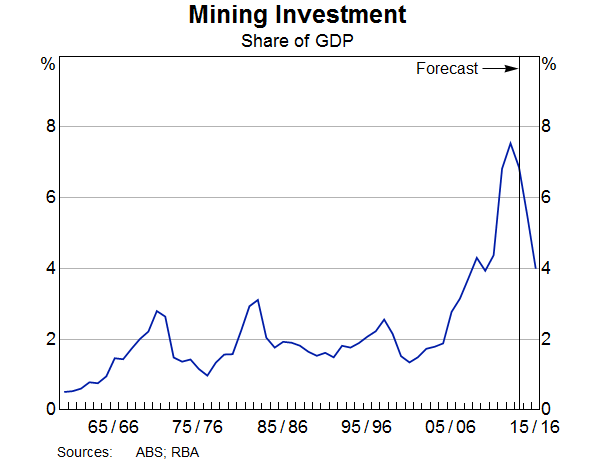 Mining Investment
Share of GDP
% %
Forecast
8 8
6 6
4 4
2 2
0 0
65 / 66 75 / 76 85 / 86 95 / 96 05 / 06 15 / 16
Sources: ABS; RBA